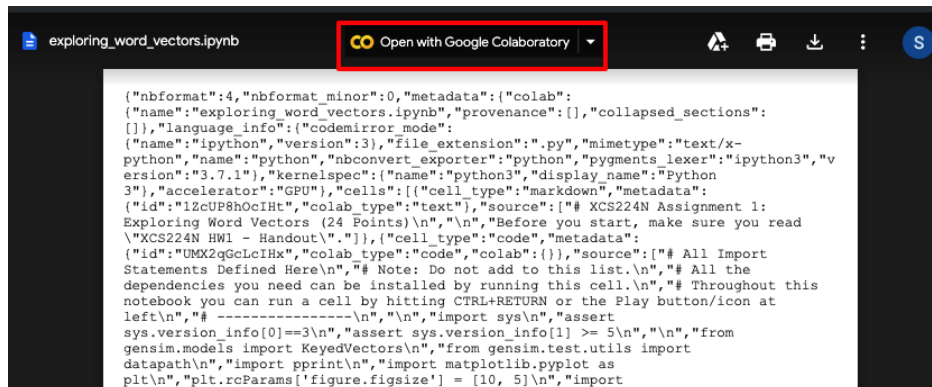 exploring_word_vectors.ipynb
Open with Google Colaboratory
S
{"nbformat":4,"nbformat_minor":0,"metadata":{"colab":
{"name":"exploring_word_vectors.ipynb","provenance":[],"collapsed_sections":
[]},"language_info":{"codemirror_mode":
{"name":"ipython","version":3},"file_extension":".py","mimetype":"text/x-
python","name":"python","nbconvert_exporter":"python","pygments_lexer":"ipython3","v
ersion":"3.7.1"},"kernelspec":{"name":"python3","display_name":"Python
3"},"accelerator":"GPU"},"cells":[{"cell_type":"markdown","metadata":
{"id":"1ZcUP8hOcIHt","colab_type":"text"},"source":["# XCS224N Assignment 1:
Exploring Word Vectors (24 Points)\n","\n","Before you start, make sure you read
\"XCS224N HW1 - Handout\"."]},{"cell_type":"code","metadata":
{"id":"UMX2qGcLcIHx","colab_type":"code","colab":{}},"source":["# All Import
Statements Defined Here\n","# Note: Do not add to this list.\n","# All the
dependencies you need can be installed by running this cell.\n","# Throughout this
notebook you can run a cell by hitting CTRL+RETURN or the Play button/icon at
left\n","# ----------------\n","\n","import sys\n","assert
sys.version_info[0]==3\n","assert sys.version_info[1] >= 5\n","\n","from
gensim.models import KeyedVectors\n","from gensim.test.utils import
datapath\n","import pprint\n","import matplotlib.pyplot as
plt\n","plt.rcParams['figure.figsize'] = [10, 5]\n","import